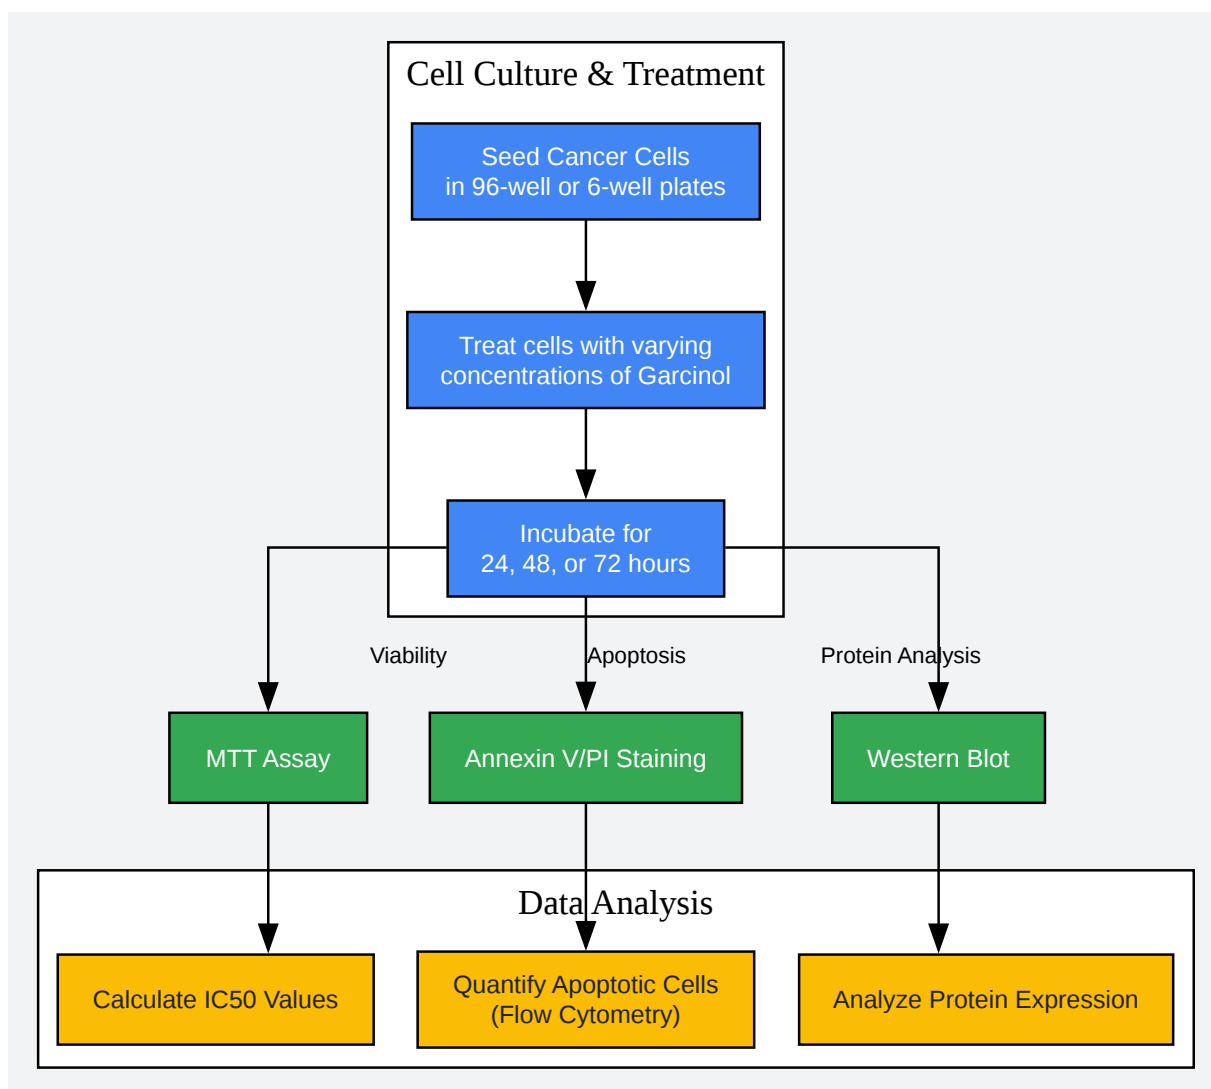 Cell Culture & Treatment
Seed Cancer Cells
in 96-well or 6-well plates
Treat cells with varying
concentrations of Garcinol
Incubate for
24, 48, or 72 hours
Viability
Apoptosis
Protein Analysis
MTT Assay
Annexin V/PI Staining
Western Blot
Data Analysis
Calculate IC50 Values
Quantify Apoptotic Cells
(Flow Cytometry)
Analyze Protein Expression